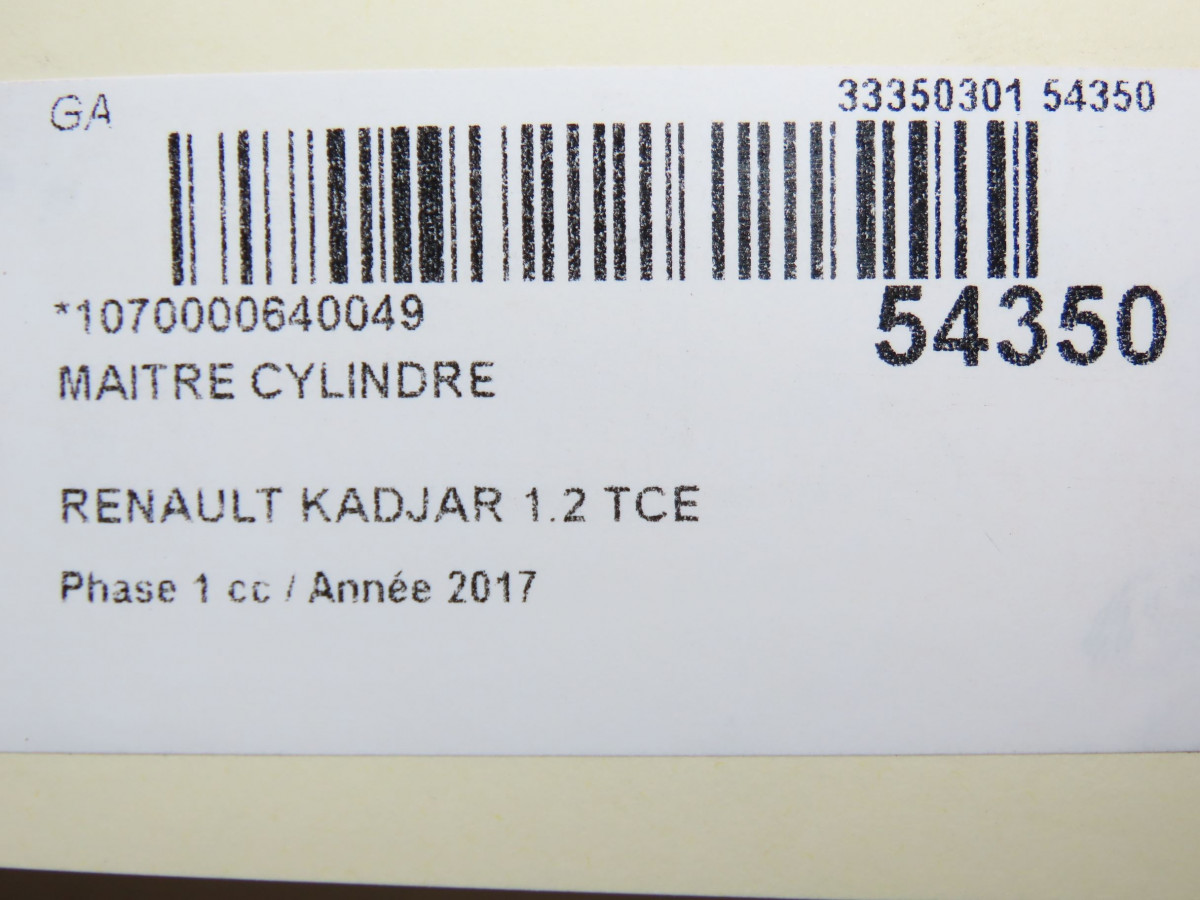 GA
33350301 54350
*1070000640049
54350
MAITRE CYLINDRE
RENAULT KADJAR 1.2 TCE
Phase 1 cc / Année 2017